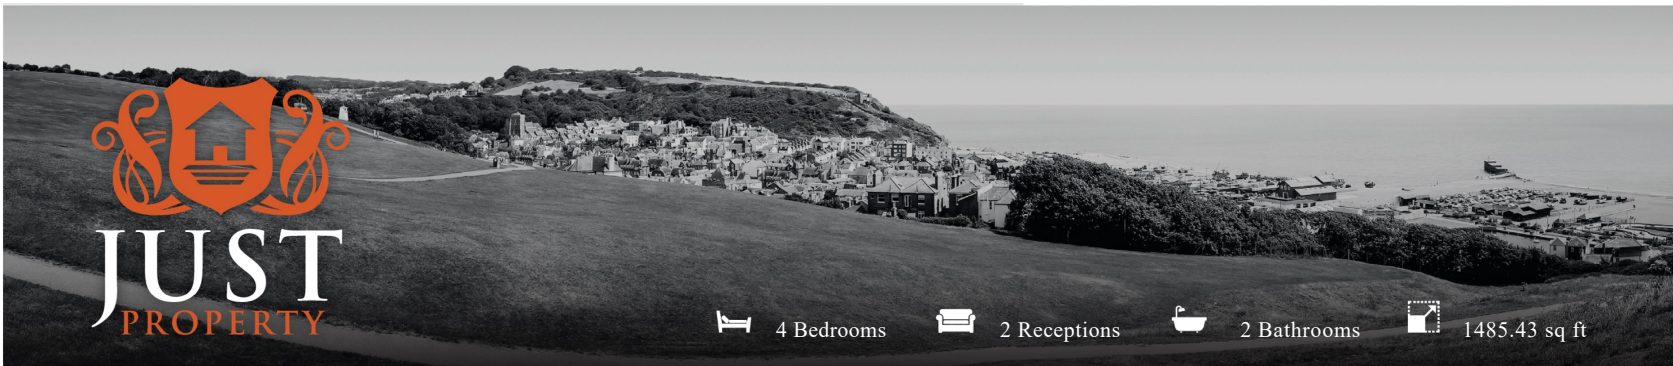 JUST
PROPERTY
4 Bedrooms
2 Receptions
2 Bathrooms
1485.43 sq ft